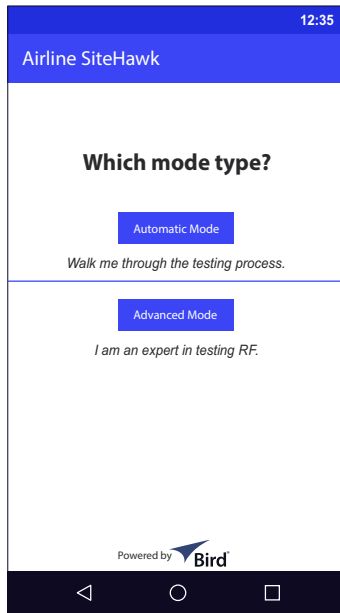 12:35
Airline SiteHawk
Which mode type?
Automatic Mode
Walk me through the testing process.
Advanced Mode
I am an expert in testing RF.
Powered by Bird